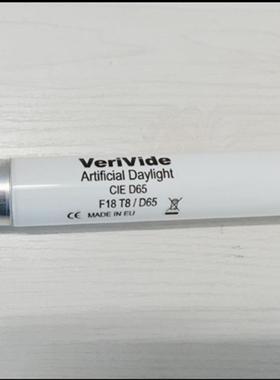 VeriVide
Artificial Daylight
CIE D65
F18 T8 / D65
CE MADE IN EU